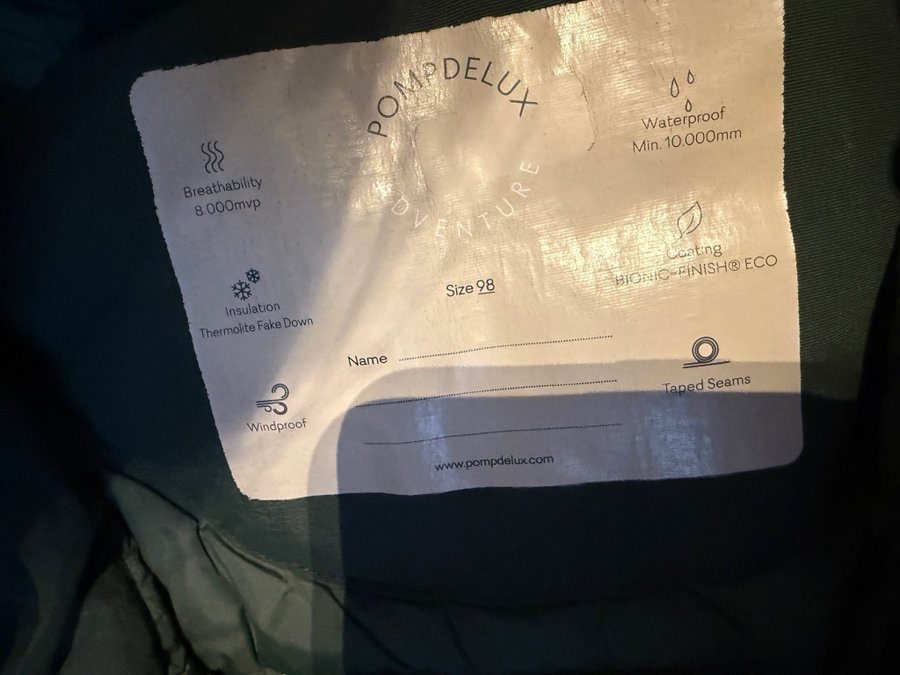 POMPDELUX
DVENTURE
Breathability
8.000mvp
Insulation
Thermolite Fake Down
Windproof
Size 98
Name
www.pompdelux.com
Waterproof
Min. 10.000mm
Coating
BIONIC-FINISH® ECO
Taped Seams